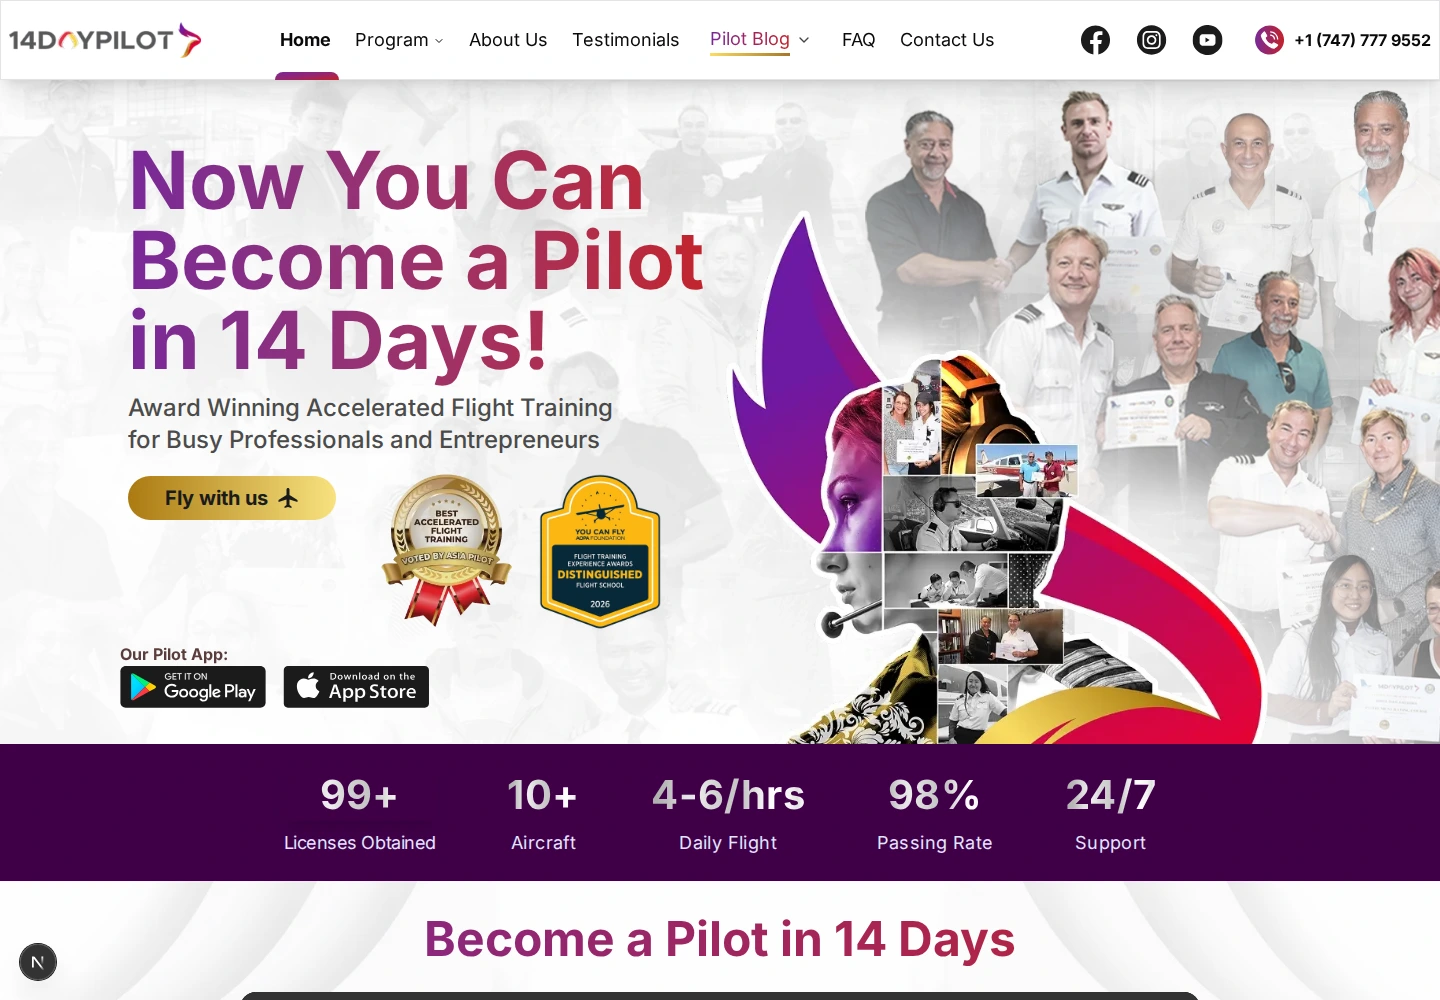 14DAYPILOT
Home
Program
About Us
Testimonials
Pilot Blog
FAQ
Contact Us
+1 (747) 777 9552
Now You Can
Become a Pilot
in 14 Days!
Award Winning Accelerated Flight Training
for Busy Professionals and Entrepreneurs
Fly with us
BEST
ACCELERATED
FLIGHT
TRAINING
VOTED BY ASIA PILOT
YOU CAN FLY
AOPA FOUNDATION
FLIGHT TRAINING
EXPERIENCE AWARDS
DISTINGUISHED
FLIGHT SCHOOL
2026
Our Pilot App:
GET IT ON
Google Play
Download on the
App Store
99+
Licenses Obtained
10+
Aircraft
4-6/hrs
Daily Flight
98%
Passing Rate
24/7
Support
Become a Pilot in 14 Days
N